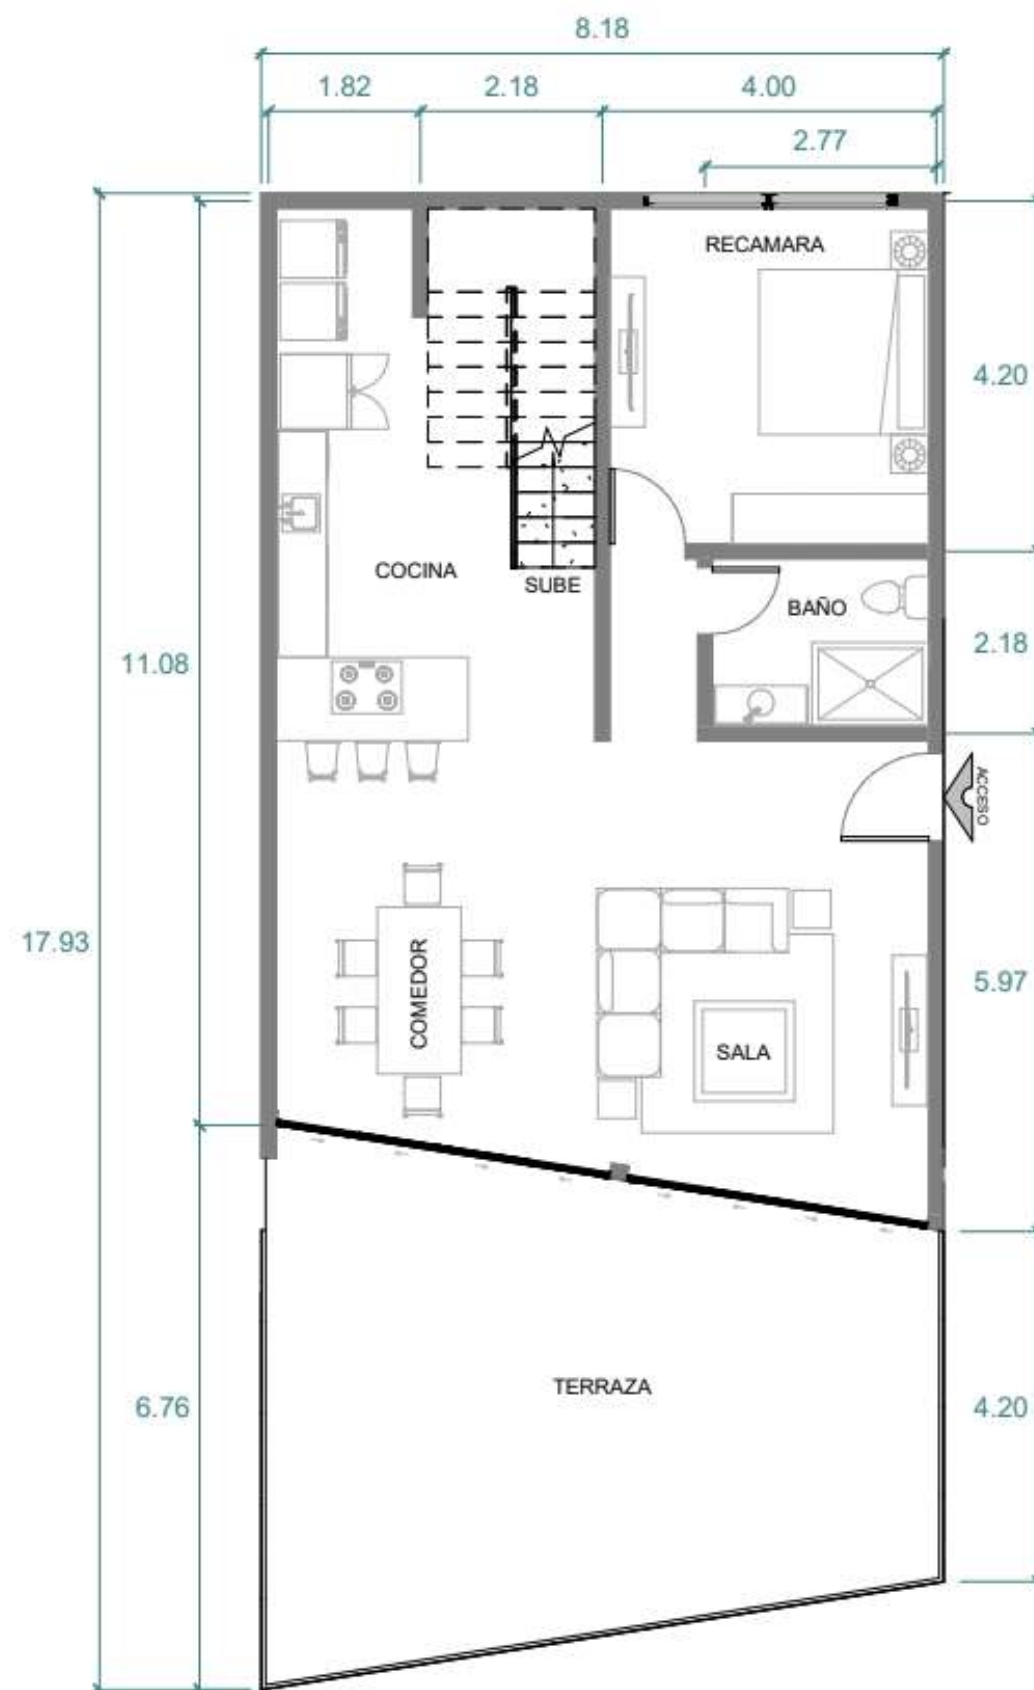 8.18
1.82 2.18 4.00
2.77
RECAMARA
4.20
COCINA
SUBE
BAÑO
11.08
2.18
ACCESO
17.93
COMEDOR
5.97
SALA
TERRAZA
6.76
4.20